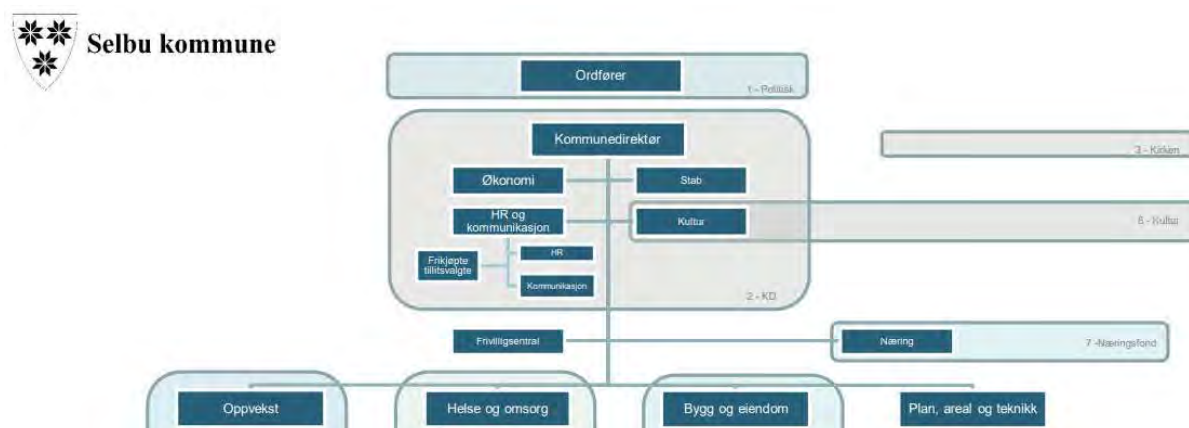 Selbu kommune
Ordfører
1 - Politisk
Kommunedirektør
3 - Kirken
Økonomi
Stab
HR og
kommunikasjon
Kultur
6 - Kultur
Frikjøpte
tillitsvalgte
HR
Kommunikasjon
2 - KD
Frivilligsentral
Næring
7 -Næringsfond
Oppvekst
Helse og omsorg
Bygg og eiendom
Plan, areal og teknikk